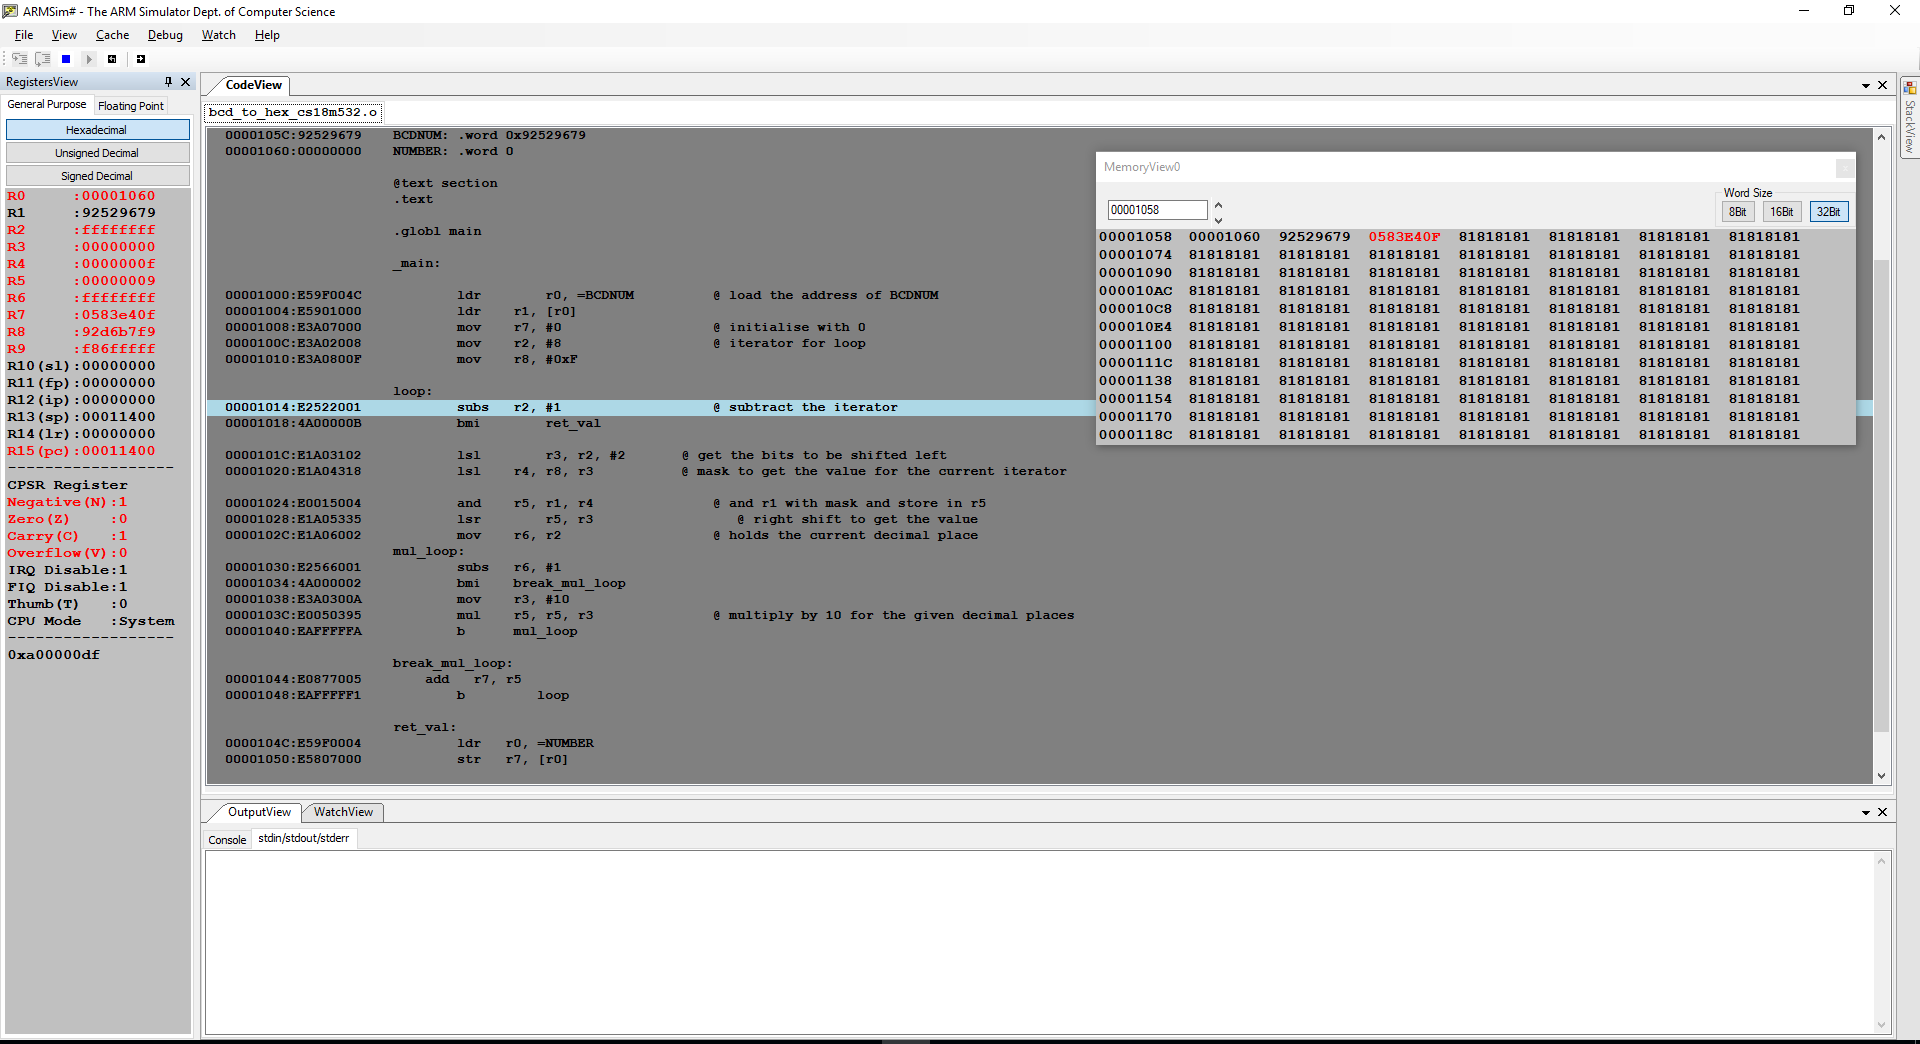 ARMSim# - The ARM Simulator Dept. of Computer Science
File View Cache Debug Watch Help
RegistersView
General Purpose Floating Point
Hexadecimal
Unsigned Decimal
Signed Decimal
R0 :00001060
R1 :92529679
R2 :ffffffff
R3 :00000000
R4 :0000000f
R5 :00000009
R6 :ffffffff
R7 :0583e40f
R8 :92d6b7f9
R9 :f86fffff
R10(sl):00000000
R11(fp):00000000
R12(ip):00000000
R13(sp):00011400
R14(lr):00000000
R15(pc):00011400
------------------
CPSR Register
Negative(N):1
Zero(Z) :0
Carry(C) :1
Overflow(V):0
IRQ Disable:1
FIQ Disable:1
Thumb(T) :0
CPU Mode :System
------------------
0xa00000df
CodeView
bcd_to_hex_cs18m532.o
0000105C:92529679 BCDNUM: .word 0x92529679
00001060:00000000 NUMBER: .word 0
@text section
.text
.globl main
_main:
00001000:E59F004C ldr r0, =BCDNUM @ load the address of BCDNUM
00001004:E5901000 ldr r1, [r0]
00001008:E3A07000 mov r7, #0 @ initialise with 0
0000100C:E3A02008 mov r2, #8 @ iterator for loop
00001010:E3A0800F mov r8, #0xF
loop:
00001014:E2522001 subs r2, #1 @ subtract the iterator
00001018:4A00000B bmi ret_val
0000101C:E1A03102 lsl r3, r2, #2 @ get the bits to be shifted left
00001020:E1A04318 lsl r4, r8, r3 @ mask to get the value for the current iterator
00001024:E0015004 and r5, r1, r4 @ and r1 with mask and store in r5
00001028:E1A05335 lsr r5, r3 @ right shift to get the value
0000102C:E1A06002 mov r6, r2 @ holds the current decimal place
mul_loop:
00001030:E2566001 subs r6, #1
00001034:4A000002 bmi break_mul_loop
00001038:E3A0300A mov r3, #10
0000103C:E0050395 mul r5, r5, r3 @ multiply by 10 for the given decimal places
00001040:EAFFFFFA b mul_loop
break_mul_loop:
00001044:E0877005 add r7, r5
00001048:EAFFFFF1 b loop
ret_val:
0000104C:E59F0004 ldr r0, =NUMBER
00001050:E5807000 str r7, [r0]
MemoryView0
Word Size
00001058 8Bit 16Bit 32Bit
00001058 00001060 92529679 0583E40F 81818181 81818181 81818181 81818181
00001074 81818181 81818181 81818181 81818181 81818181 81818181 81818181
00001090 81818181 81818181 81818181 81818181 81818181 81818181 81818181
000010AC 81818181 81818181 81818181 81818181 81818181 81818181 81818181
000010C8 81818181 81818181 81818181 81818181 81818181 81818181 81818181
000010E4 81818181 81818181 81818181 81818181 81818181 81818181 81818181
00001100 81818181 81818181 81818181 81818181 81818181 81818181 81818181
0000111C 81818181 81818181 81818181 81818181 81818181 81818181 81818181
00001138 81818181 81818181 81818181 81818181 81818181 81818181 81818181
00001154 81818181 81818181 81818181 81818181 81818181 81818181 81818181
00001170 81818181 81818181 81818181 81818181 81818181 81818181 81818181
0000118C 81818181 81818181 81818181 81818181 81818181 81818181 81818181
StackView
OutputView WatchView
Console stdin/stdout/stderr